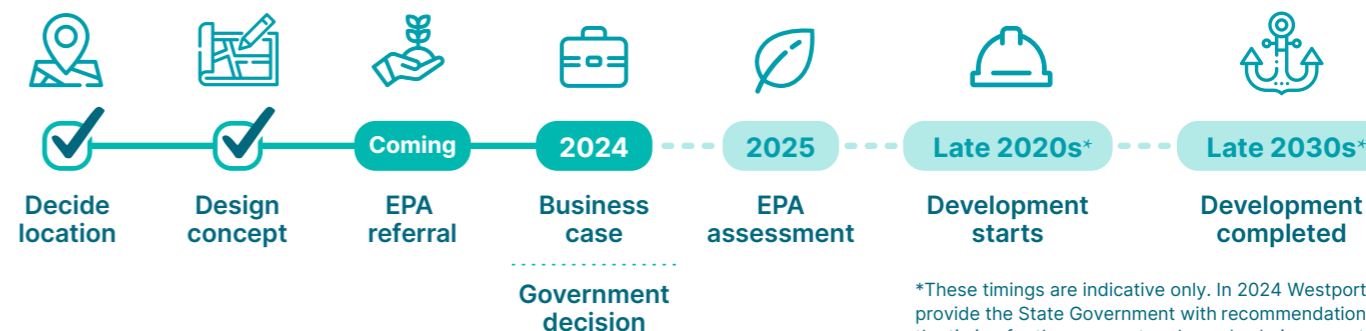 Coming
2024
2025
Late 2020s*
Late 2030s*
Decide
location
Design
concept
EPA
referral
Business
case
EPA
assessment
Development
starts
Development
completed
Government
decision
*These timings are indicative only. In 2024 Westport
provide the State Government with recommendation